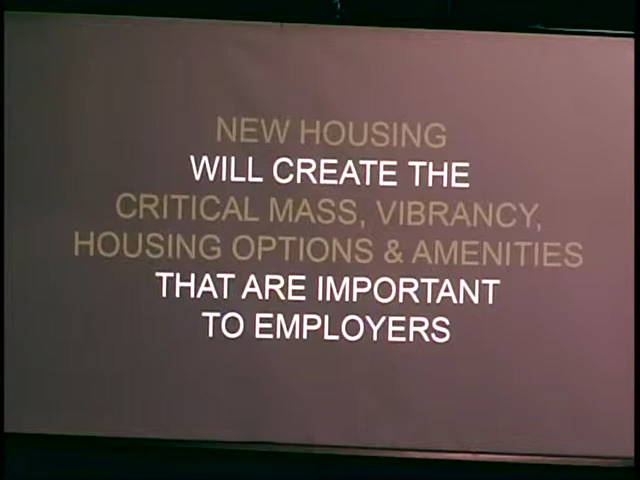 NEW HOUSING
WILL CREATE THE
CRITICAL MASS, VIBRANCY,
HOUSING OPTIONS & AMENITIES
THAT ARE IMPORTANT
TO EMPLOYERS